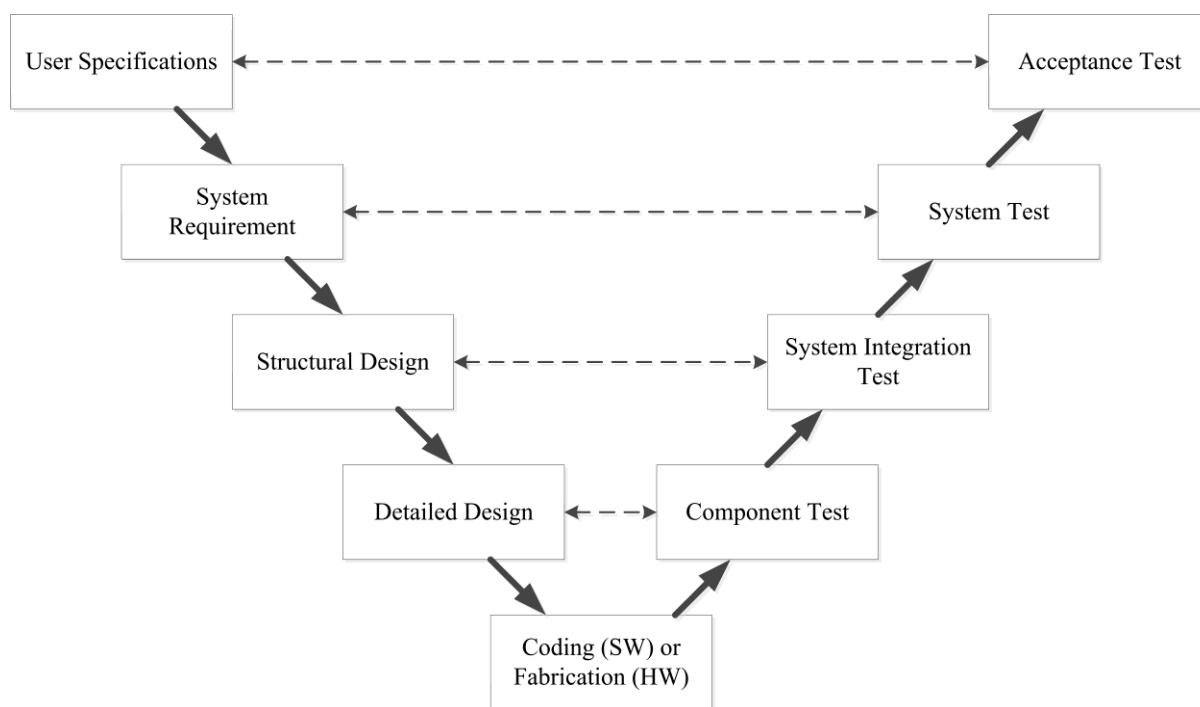 User Specifications
Acceptance Test
System
Requirement
System Test
Structural Design
System Integration
Test
Detailed Design
Component Test
Coding (SW) or
Fabrication (HW)